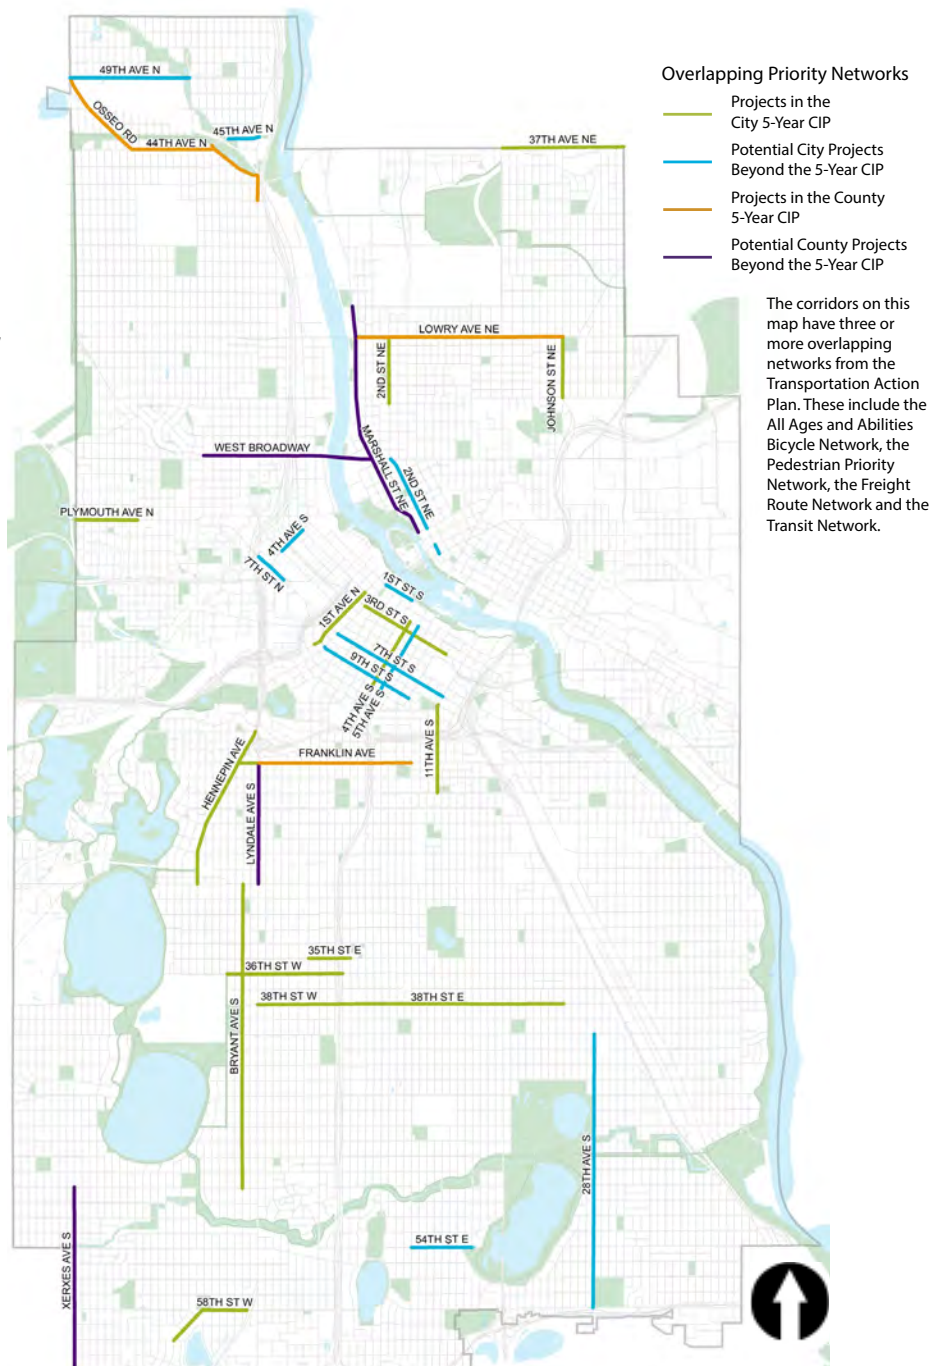 49TH AVE N
OSSEO RD
45TH AVE N
44TH AVE N
37TH AVE NE
Overlapping Priority Networks
Projects in the
City 5-Year CIP
Potential City Projects
Beyond the 5-Year CIP
Projects in the County
5-Year CIP
Potential County Projects
Beyond the 5-Year CIP
The corridors on this
map have three or
more overlapping
networks from the
Transportation Action
Plan. These include the
All Ages and Abilities
Bicycle Network, the
Pedestrian Priority
Network, the Freight
Route Network and the
Transit Network.
LOWRY AVE NE
2ND ST NE
JOHNSON ST NE
WEST BROADWAY
MARSHALL ST NE
2ND ST NE
PLYMOUTH AVE N
4TH AVE S
7TH ST N
1ST ST S
1ST AVE N
3RD ST S
7TH ST S
9TH ST S
4TH AVE S
5TH AVE S
11TH AVE S
HENNEPIN AVE
FRANKLIN AVE
LYNDALE AVE S
35TH ST E
36TH ST W
38TH ST W
38TH ST E
BRYANT AVE S
28TH AVE S
XERXES AVE S
54TH ST E
58TH ST W